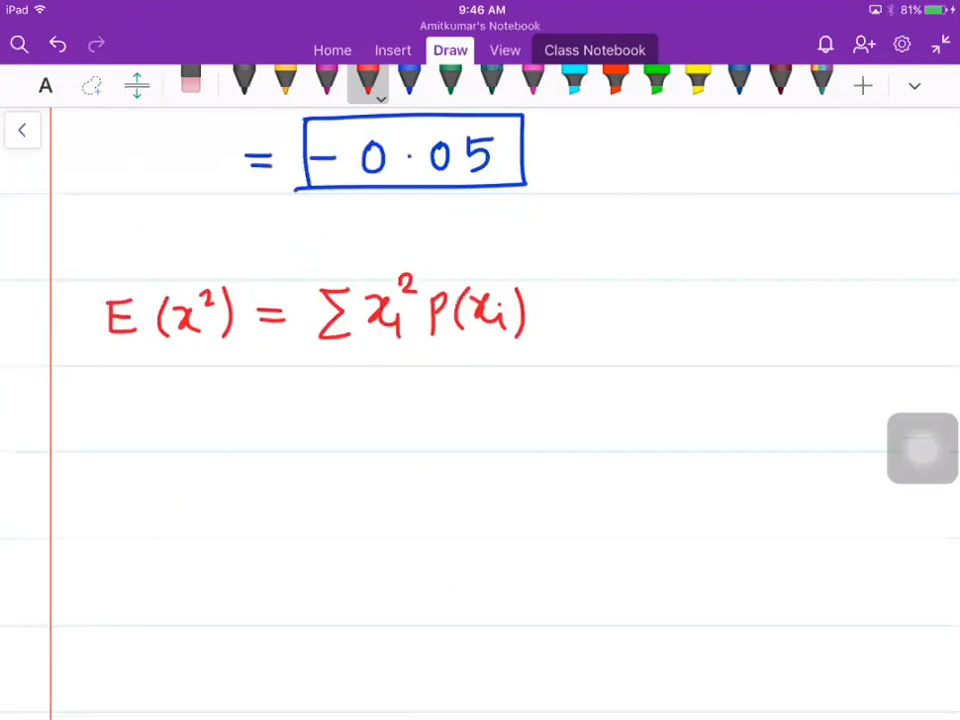 iPad 9:46 AM 81%
Amitkumar's Notebook
Home Insert Draw View Class Notebook
A
= - 0.05
E (x²) = ∑ xᵢ² P(xᵢ)